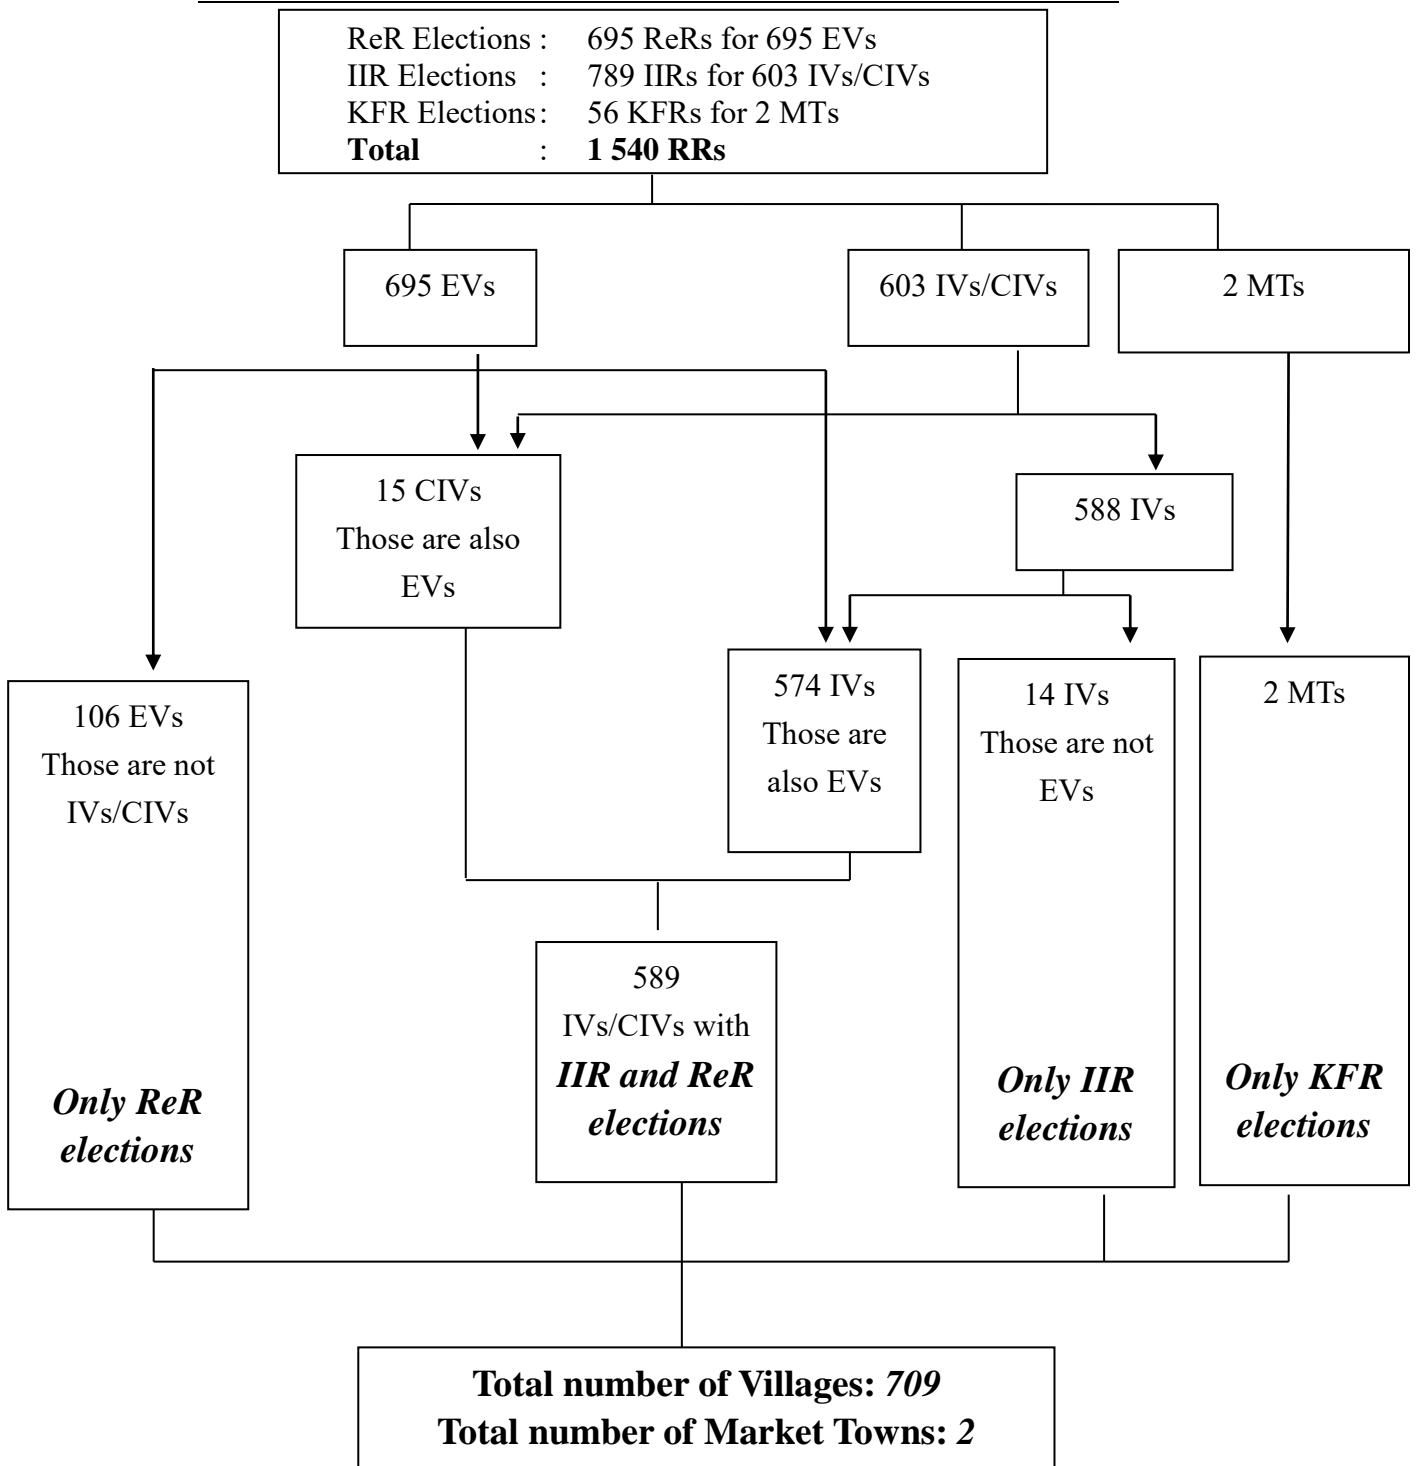 ReR Elections : 695 ReRs for 695 EVs
IIR Elections : 789 IIRs for 603 IVs/CIVs
KFR Elections : 56 KFRs for 2 MTs
Total : 1 540 RRs
695 EVs
603 IVs/CIVs
2 MTs
15 CIVs
Those are also
EVs
588 IVs
106 EVs
Those are not
IVs/CIVs
Only ReR
elections
574 IVs
Those are
also EVs
14 IVs
Those are not
EVs
Only IIR
elections
2 MTs
Only KFR
elections
589
IVs/CIVs with
IIR and ReR
elections
Total number of Villages: 709
Total number of Market Towns: 2